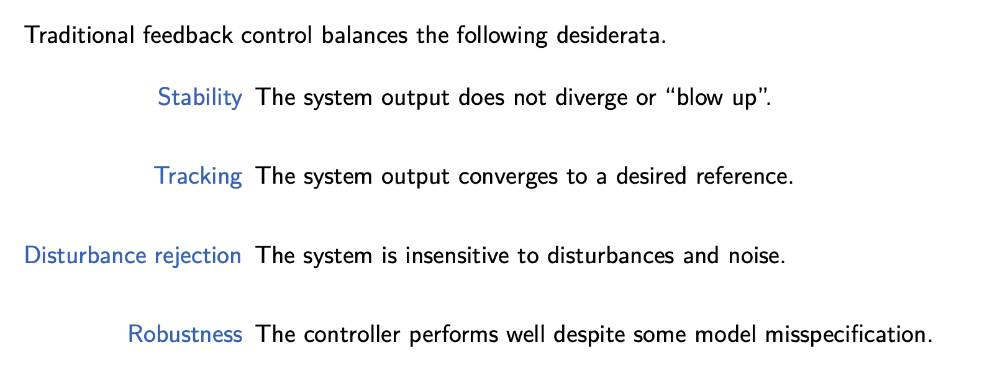 Traditional feedback control balances the following desiderata.
Stability The system output does not diverge or “blow up”.
Tracking The system output converges to a desired reference.
Disturbance rejection The system is insensitive to disturbances and noise.
Robustness The controller performs well despite some model misspecification.